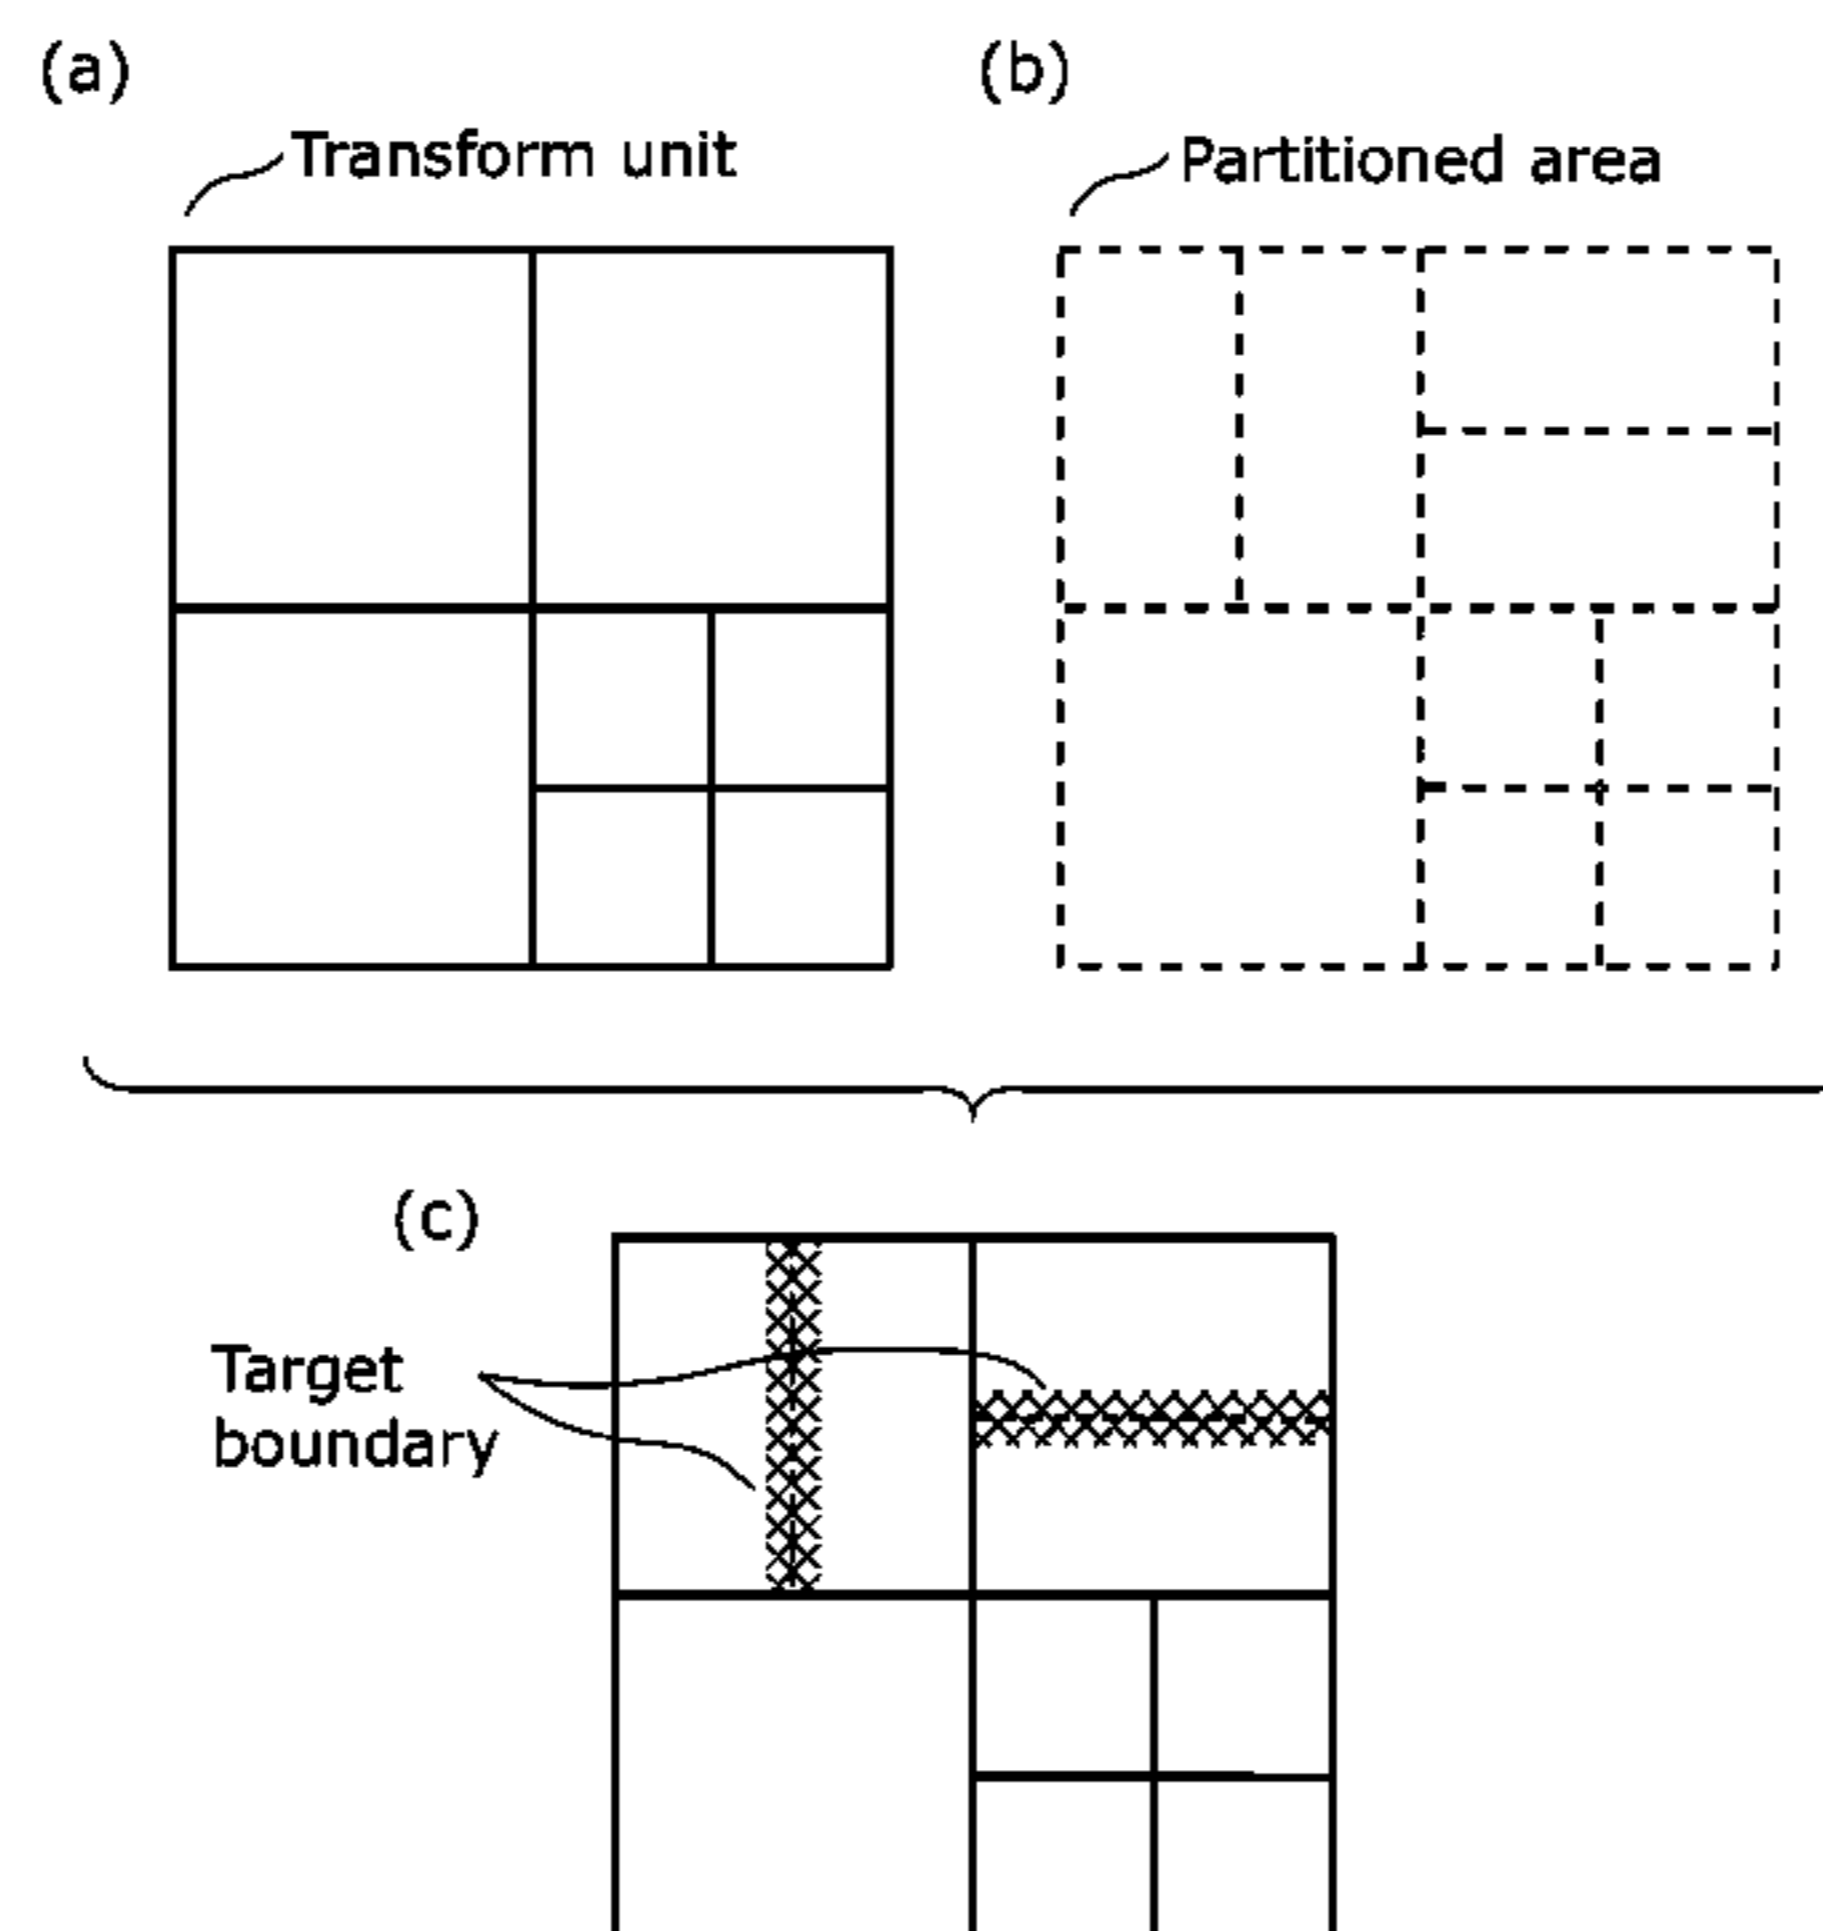 (a)
Transform unit
(b)
Partitioned area
(c)
Target
boundary